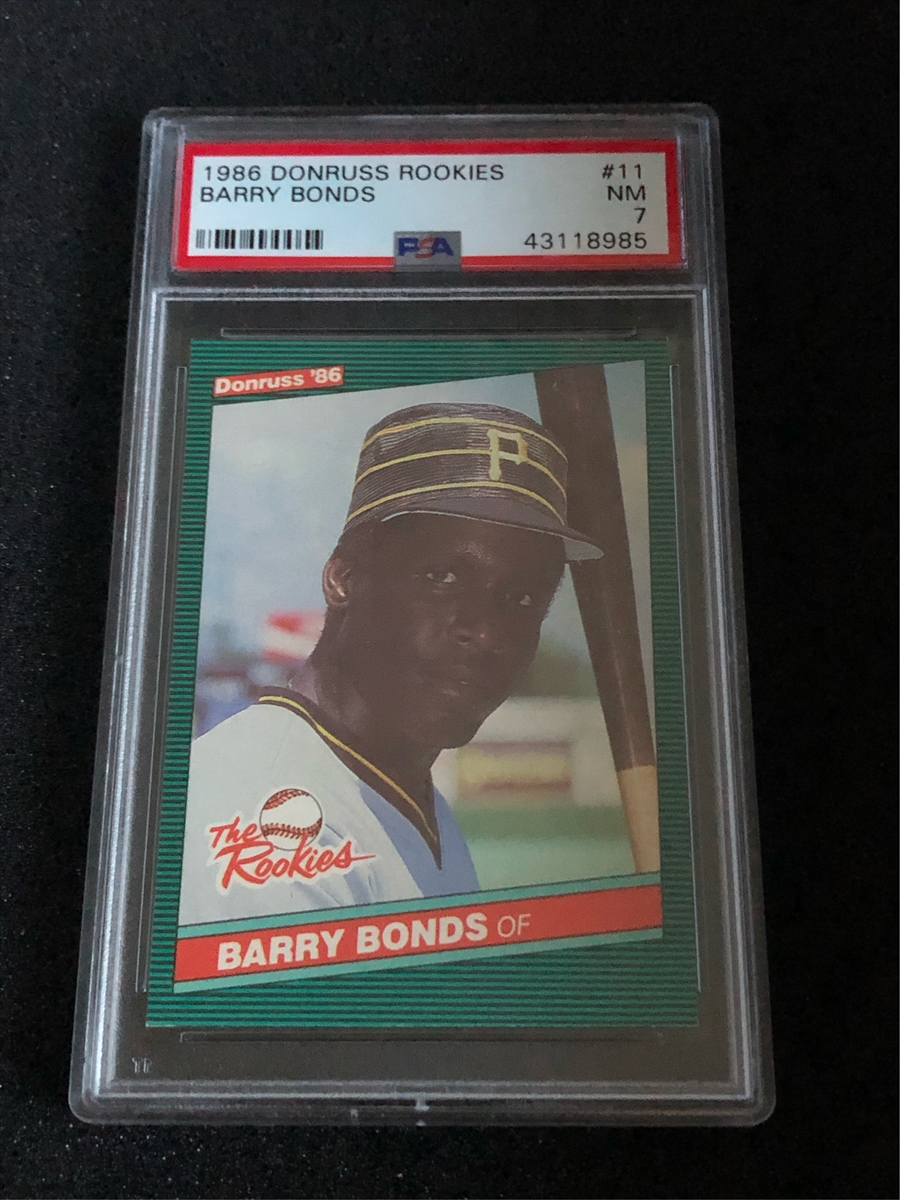 1986 DONRUSS ROOKIES #11
BARRY BONDS NM
7
PSA 43118985
Donruss '86
P
The
Rookies
BARRY BONDS OF